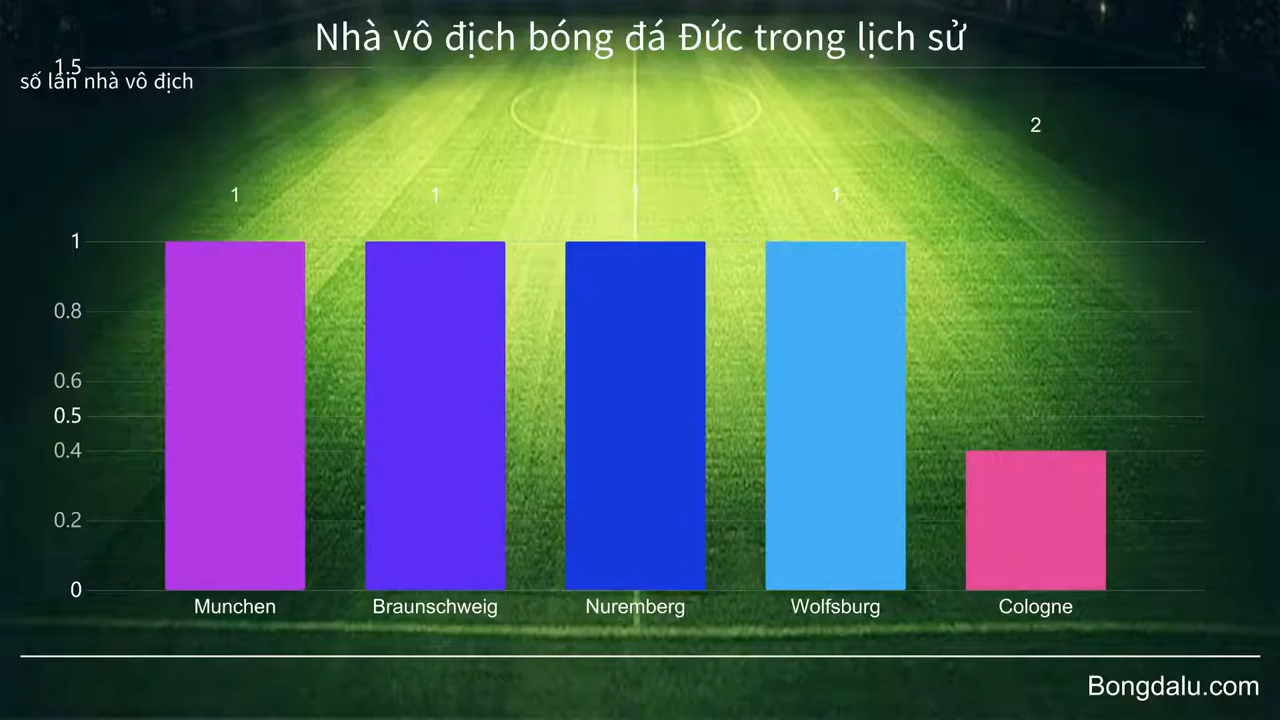 Nhà vô địch bóng đá Đức trong lịch sử
1.5
số lần nhà vô địch
2
1 1 1 1
1
0.8
0.6
0.5
0.4
0.2
0
Munchen Braunschweig Nuremberg Wolfsburg Cologne
Bongdalu.com